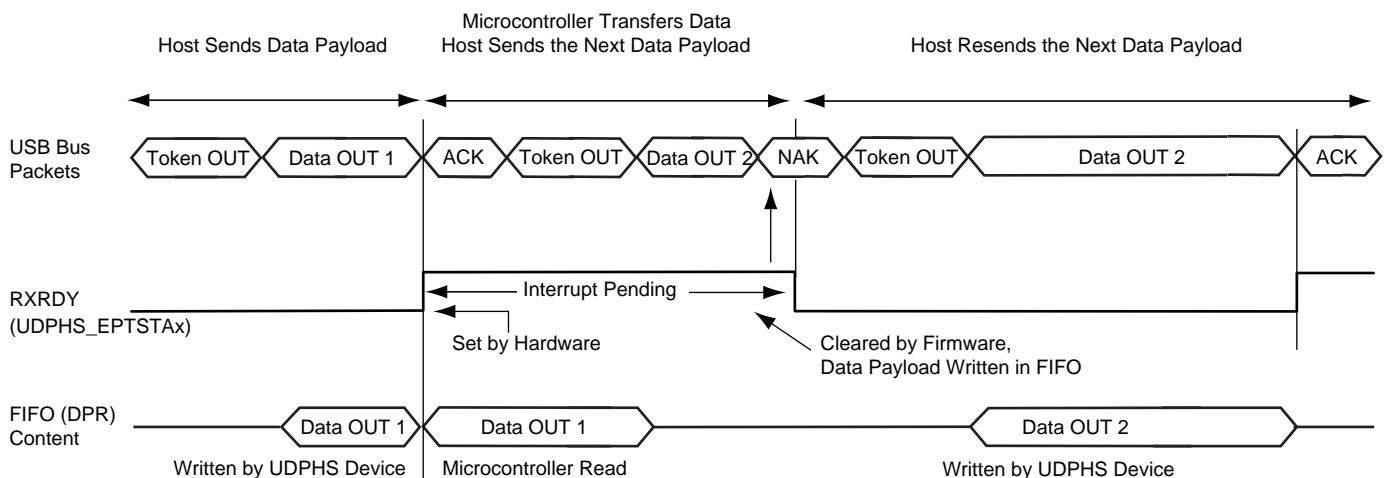 Microcontroller Transfers Data
Host Sends Data Payload
Host Sends the Next Data Payload
Host Resends the Next Data Payload
USB Bus
Packets
Token OUT
Data OUT 1
ACK
Token OUT
Data OUT 2
NAK
Token OUT
Data OUT 2
ACK
RXRDY
(UDPHS_EPTSTAx)
Interrupt Pending
Set by Hardware
Cleared by Firmware,
Data Payload Written in FIFO
FIFO (DPR)
Content
Data OUT 1
Data OUT 1
Data OUT 2
Written by UDPHS Device
Microcontroller Read
Written by UDPHS Device